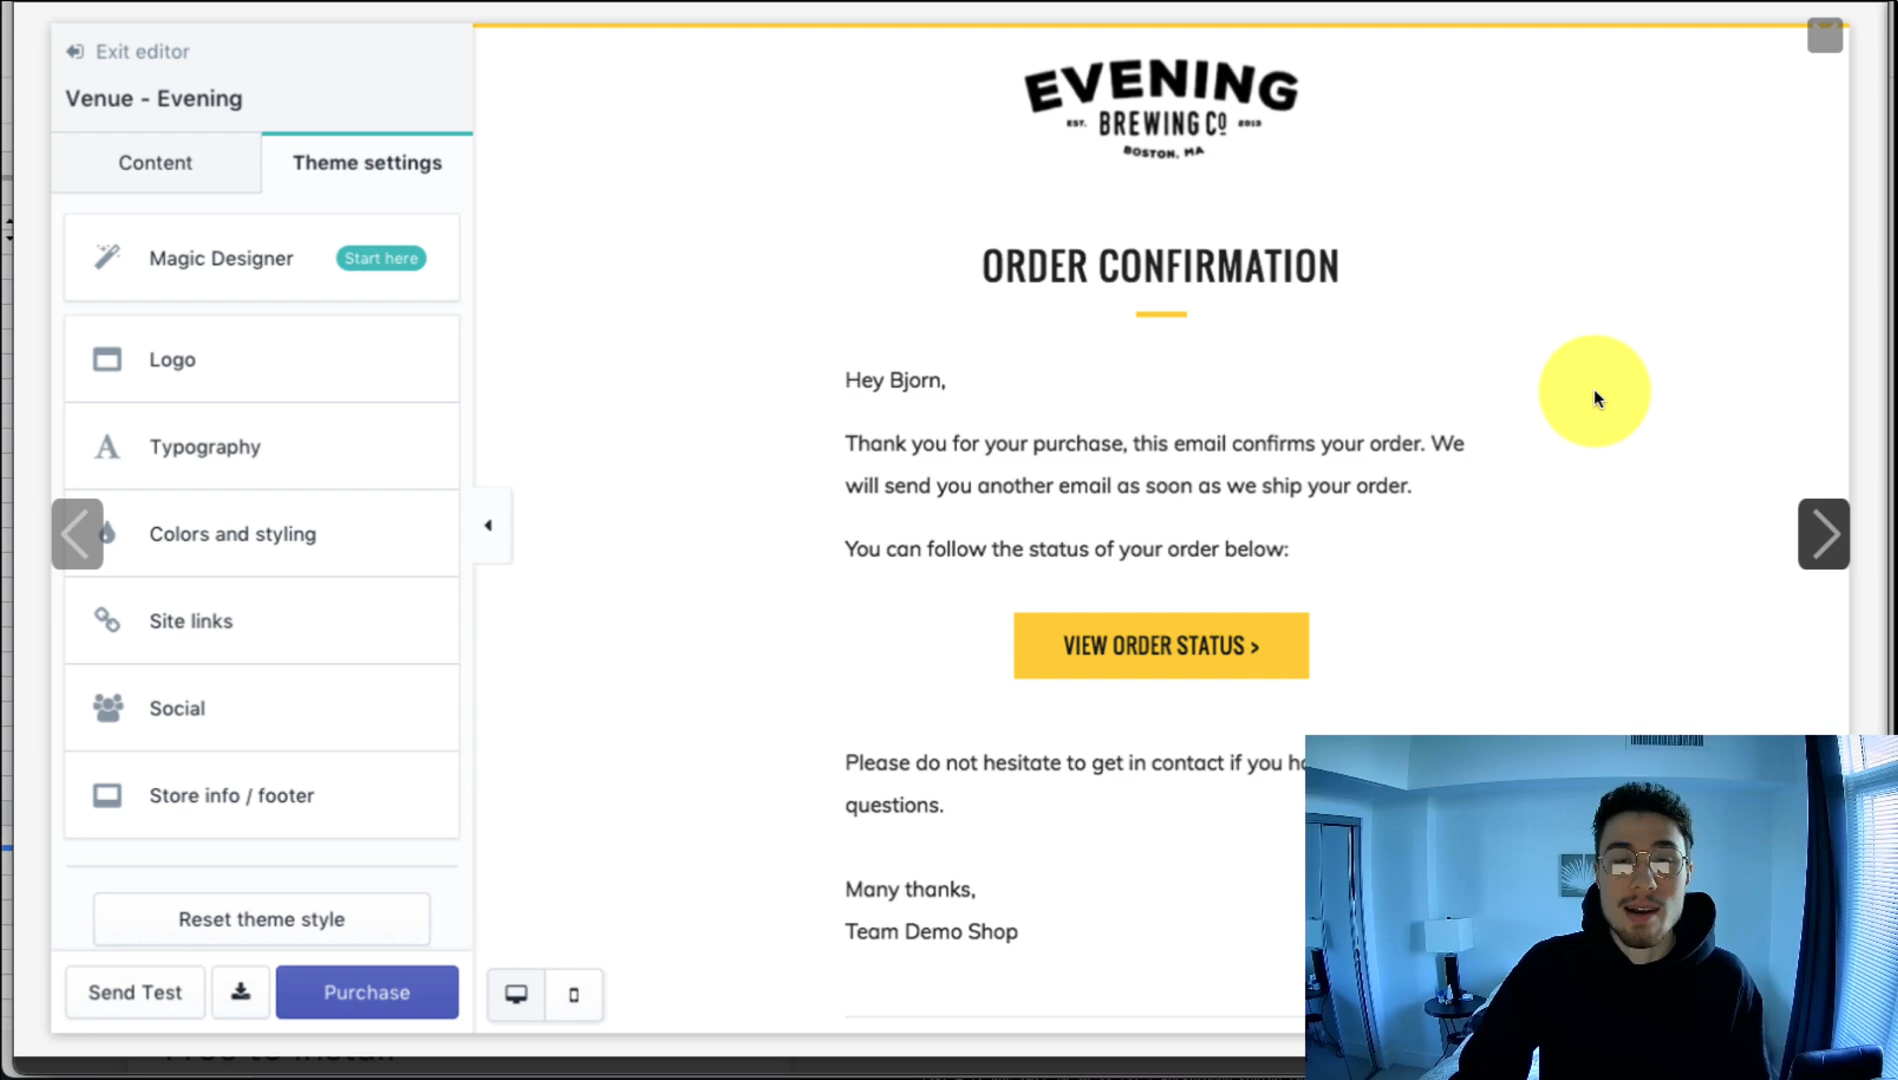 Exit editor
Venue - Evening
Content
Theme settings
Magic Designer
Start here
Logo
Typography
Colors and styling
Site links
Social
Store info / footer
Reset theme style
Send Test
Purchase
EVENING
EST. BREWING CO 2013
BOSTON, MA
ORDER CONFIRMATION
Hey Bjorn,
Thank you for your purchase, this email confirms your order. We
will send you another email as soon as we ship your order.
You can follow the status of your order below:
VIEW ORDER STATUS >
Please do not hesitate to get in contact if you
questions.
Many thanks,
Team Demo Shop